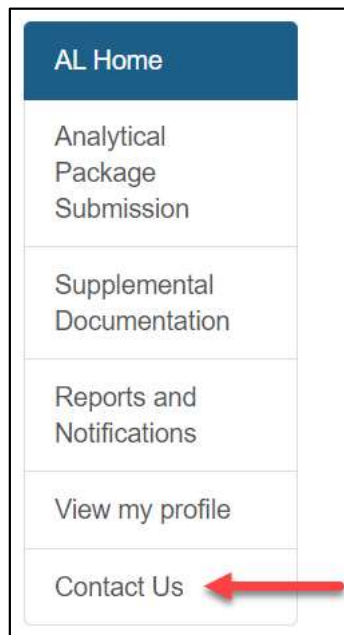 AL Home
Analytical
Package
Submission
Supplemental
Documentation
Reports and
Notifications
View my profile
Contact Us